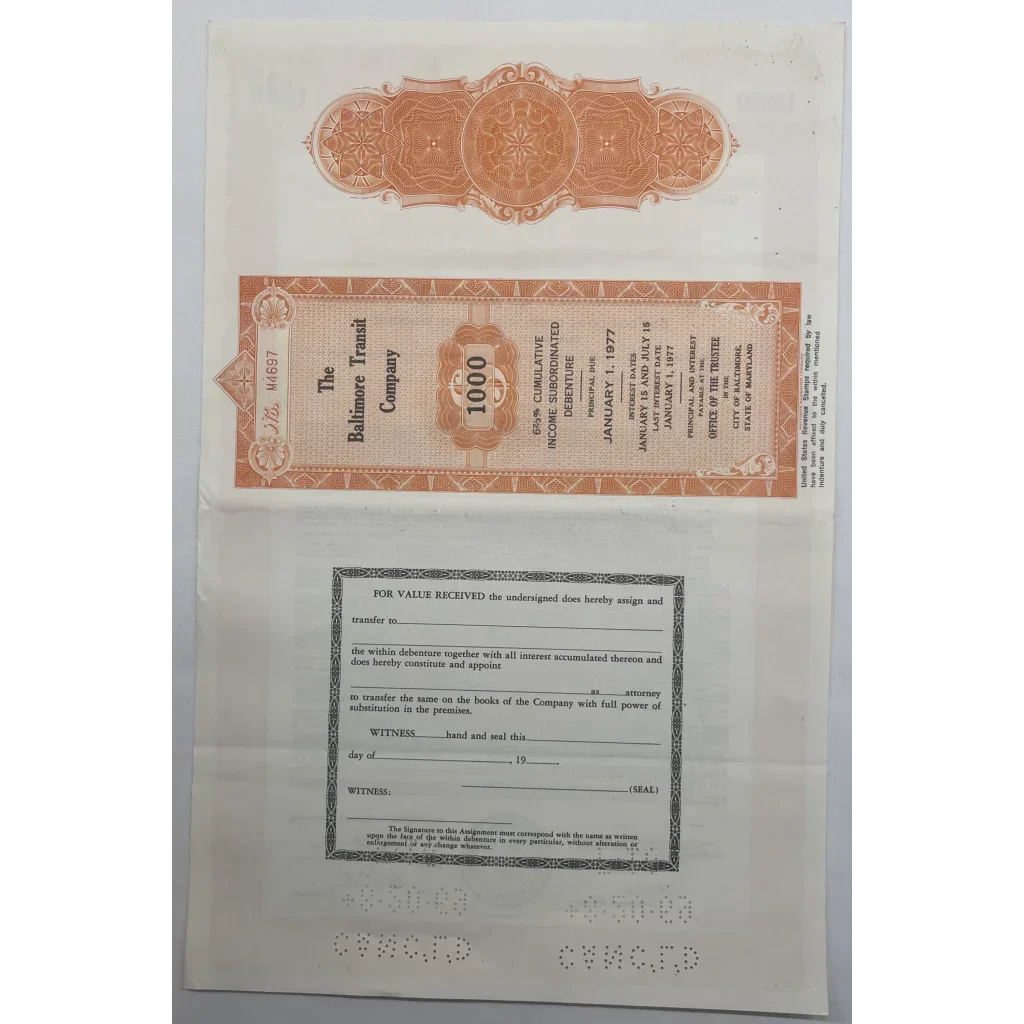 M4697
The
Baltimore Transit
Company
1000
6⅔% CUMULATIVE
INCOME SUBORDINATED
DEBENTURE
PRINCIPAL DUE
JANUARY 1, 1977
INTEREST DATES
JANUARY 15 AND JULY 15
LAST INTEREST DATE
JANUARY 1, 1977
PRINCIPAL AND INTEREST
PAYABLE AT THE
OFFICE OF THE TRUSTEE
IN THE
CITY OF BALTIMORE,
STATE OF MARYLAND
United States Revenue Stamps required by law
have been affixed to the within mentioned
Indenture and duly cancelled.
FOR VALUE RECEIVED the undersigned does hereby assign and
transfer to
the within debenture together with all interest accumulated thereon and
does hereby constitute and appoint
as attorney
to transfer the same on the books of the Company with full power of
substitution in the premises.
WITNESS hand and seal this
day of , 19 .
WITNESS: (SEAL)
The Signature to this Assignment must correspond with the name as written
upon the face of the within debenture in every particular, without alteration or
enlargement or any change whatever.